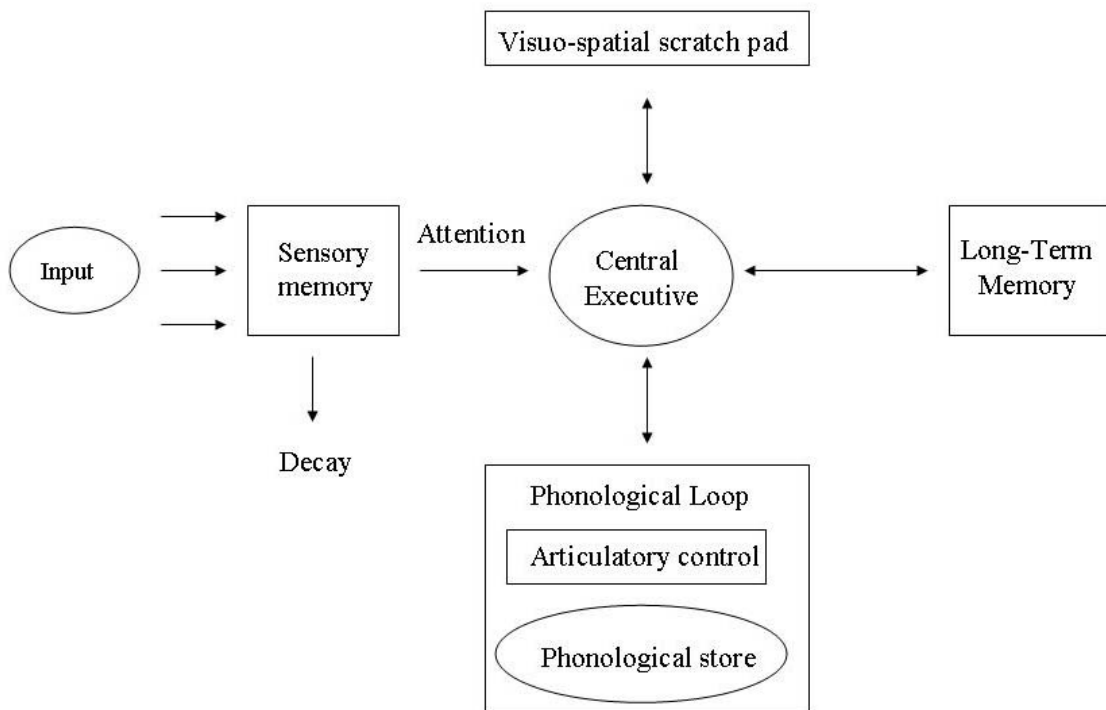 Visuo-spatial scratch pad
Input
Sensory
memory
Attention
Central
Executive
Long-Term
Memory
Decay
Phonological Loop
Articulatory control
Phonological store